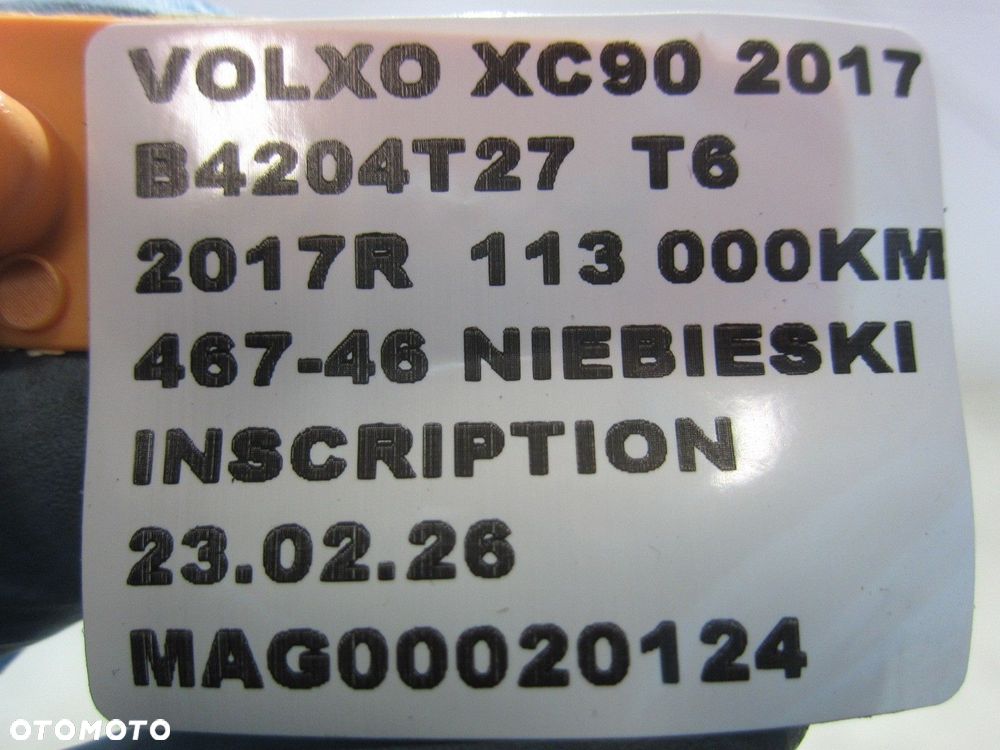 VOLXO XC90 2017
B4204T27 T6
2017R 113 000KM
467-46 NIEBIESKI
INSCRIPTION
23.02.26
MAG00020124
OTOMOTO